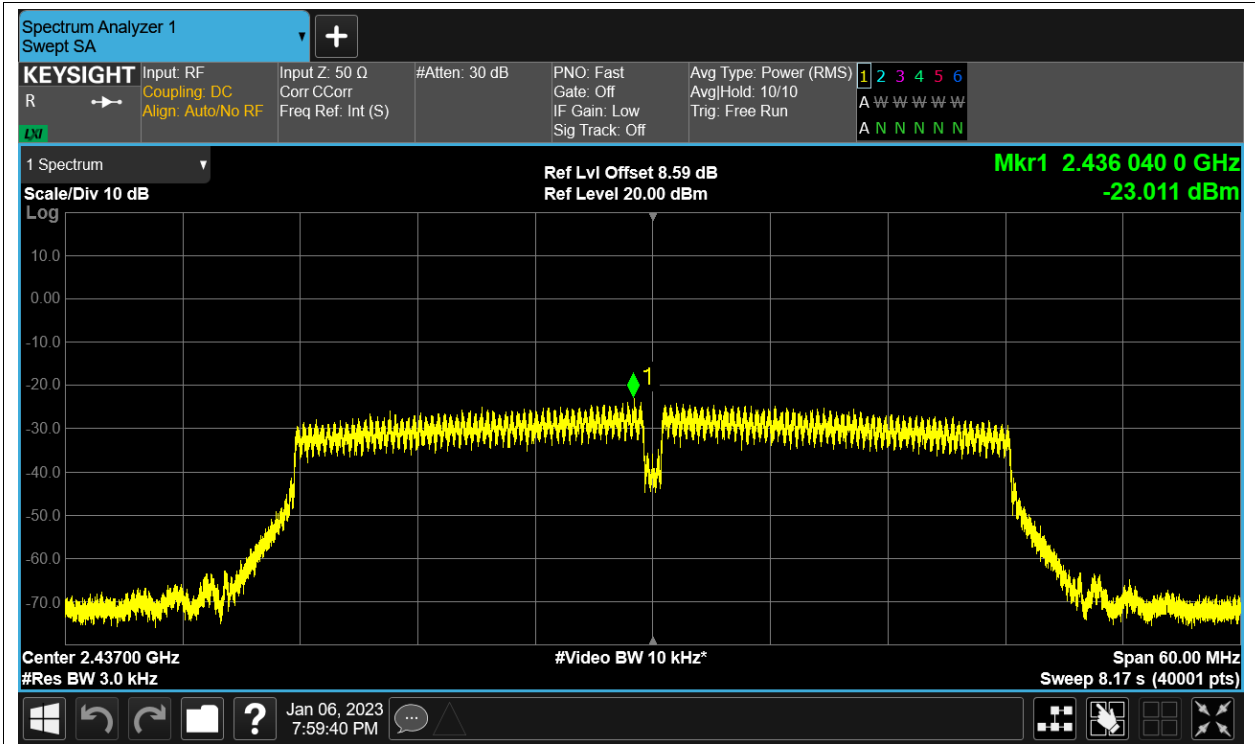 Spectrum Analyzer 1
Swept SA
+
KEYSIGHT
R
LXI
Input: RF
Coupling: DC
Align: Auto/No RF
Input Z: 50 Ω
Corr CCorr
Freq Ref: Int (S)
#Atten: 30 dB
PNO: Fast
Gate: Off
IF Gain: Low
Sig Track: Off
Avg Type: Power (RMS)
Avg|Hold: 10/10
Trig: Free Run
1 2 3 4 5 6
A W W W W W
A N N N N N
1 Spectrum
Scale/Div 10 dB
Log
Ref Lvl Offset 8.59 dB
Ref Level 20.00 dBm
Mkr1 2.436 040 0 GHz
-23.011 dBm
10.0
0.00
-10.0
-20.0
-30.0
-40.0
-50.0
-60.0
-70.0
1
Center 2.43700 GHz
#Res BW 3.0 kHz
#Video BW 10 kHz*
Span 60.00 MHz
Sweep 8.17 s (40001 pts)
?
Jan 06, 2023
7:59:40 PM